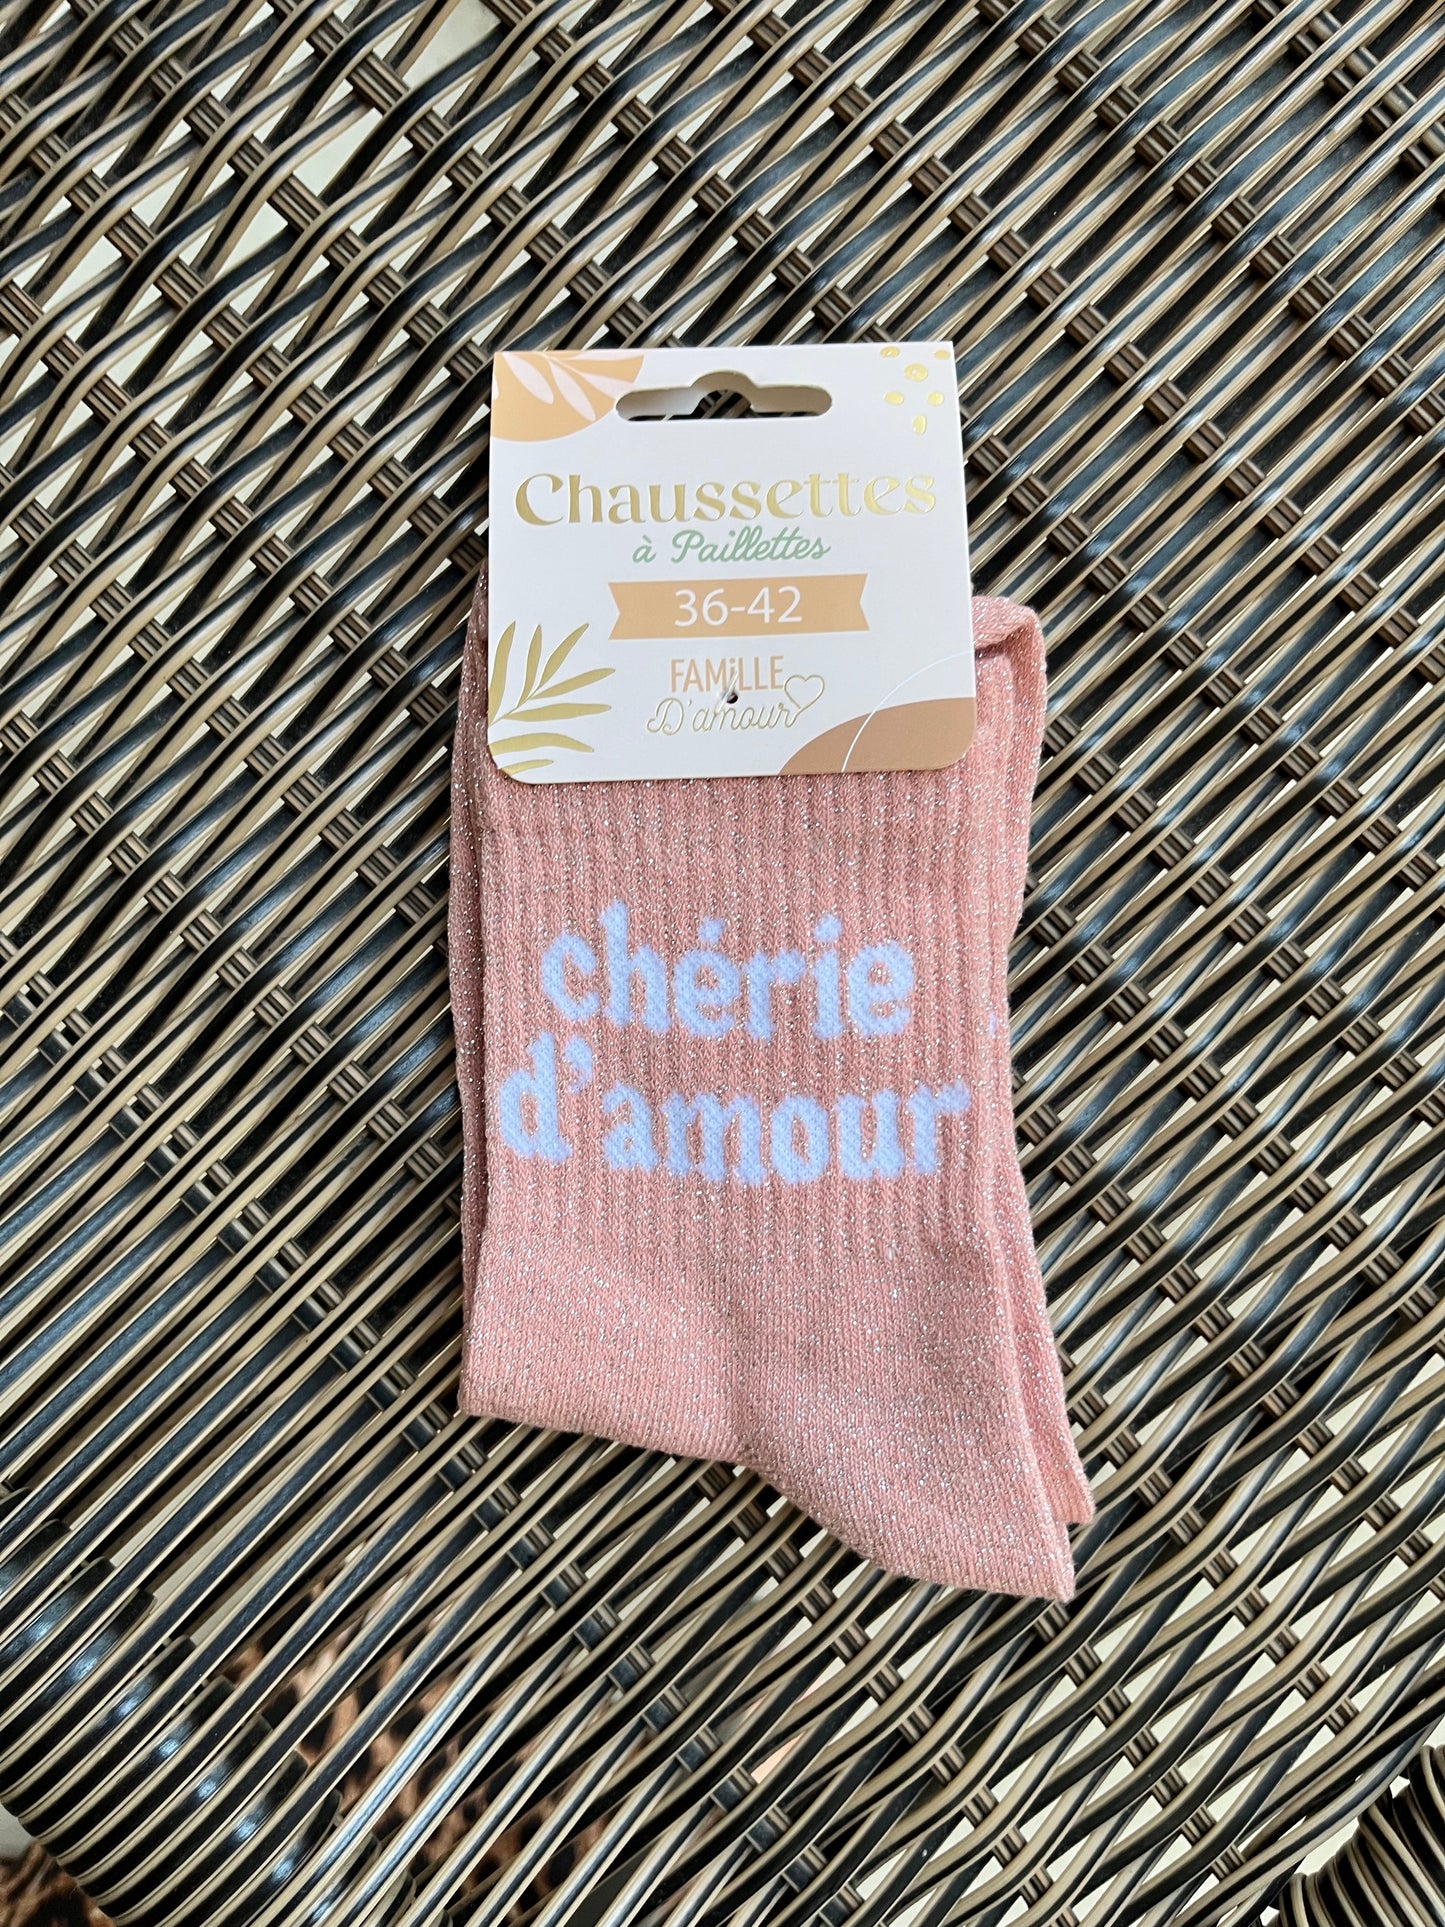 Chaussettes
à Paillettes
36-42
FAMiLLE
D'amour
chérie
d'amour